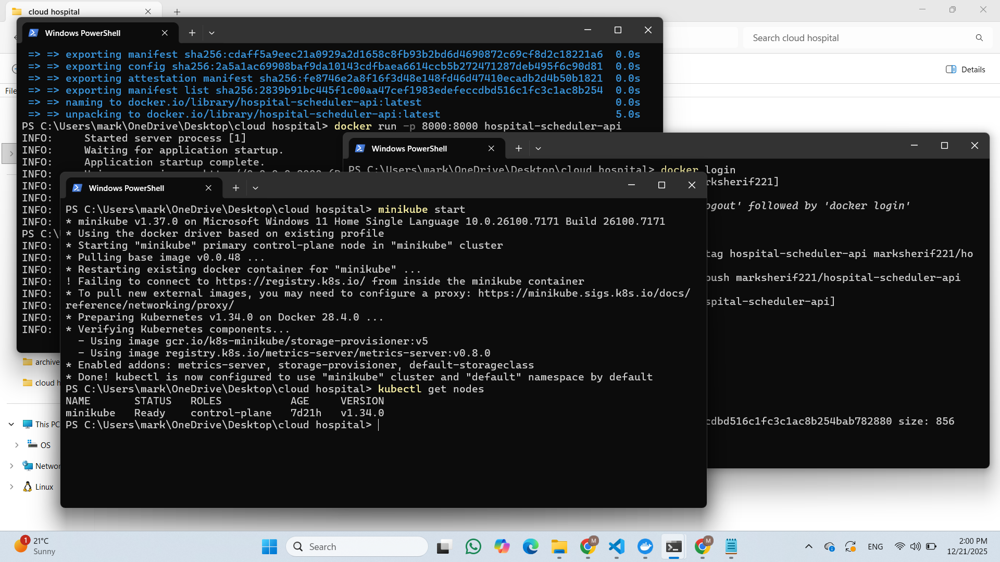 cloud hospital
Search cloud hospital
Details
File
Windows PowerShell
=> => exporting manifest sha256:cdaff5a9eec21a0929a2d1658c8fb93b2bd6d4690872c69cf8d2c18221a6 0.0s
=> => exporting config sha256:2a5a1ac69908baf9da10143cdfbaea6614ccb5b272471287deb495f6c90d81 0.0s
=> => exporting attestation manifest sha256:fe8746e2a8f16f3d48e148fd46d47410ecadb2d4b50b1821 0.0s
=> => exporting manifest list sha256:2839b91bc445f1c00aa47cef1983edefeccdbd516c1fc3c1ac8b254 0.0s
=> => naming to docker.io/library/hospital-scheduler-api:latest 0.0s
=> => unpacking to docker.io/library/hospital-scheduler-api:latest 5.0s
PS C:\Users\mark\OneDrive\Desktop\cloud hospital> docker run -p 8000:8000 hospital-scheduler-api
INFO: Started server process [1]
INFO: Waiting for application startup.
INFO: Application startup complete.
INFO:
INFO:
INFO:
INFO:
INFO:
PS C:\
INFO:
INFO:
INFO:
INFO:
INFO:
INFO:
INFO:
INFO:
Windows PowerShell
PS C:\Users\mark\OneDrive\Desktop\cloud hospital> docker login
rksherif221]
ogout' followed by 'docker login'
tag hospital-scheduler-api marksherif221/ho
push marksherif221/hospital-scheduler-api
spital-scheduler-api]
cdbd516c1fc3c1ac8b254bab782880 size: 856
Windows PowerShell
PS C:\Users\mark\OneDrive\Desktop\cloud hospital> minikube start
* minikube v1.37.0 on Microsoft Windows 11 Home Single Language 10.0.26100.7171 Build 26100.7171
* Using the docker driver based on existing profile
* Starting "minikube" primary control-plane node in "minikube" cluster
* Pulling base image v0.0.48 ...
* Restarting existing docker container for "minikube" ...
! Failing to connect to https://registry.k8s.io/ from inside the minikube container
* To pull new external images, you may need to configure a proxy: https://minikube.sigs.k8s.io/docs/
reference/networking/proxy/
* Preparing Kubernetes v1.34.0 on Docker 28.4.0 ...
* Verifying Kubernetes components...
- Using image gcr.io/k8s-minikube/storage-provisioner:v5
- Using image registry.k8s.io/metrics-server/metrics-server:v0.8.0
* Enabled addons: metrics-server, storage-provisioner, default-storageclass
* Done! kubectl is now configured to use "minikube" cluster and "default" namespace by default
PS C:\Users\mark\OneDrive\Desktop\cloud hospital> kubectl get nodes
NAME STATUS ROLES AGE VERSION
minikube Ready control-plane 7d21h v1.34.0
PS C:\Users\mark\OneDrive\Desktop\cloud hospital>
archive
cloud h
This PC
OS
Networ
Linux
1
21°C
Sunny
Search
M
M
ENG
2:00 PM
12/21/2025